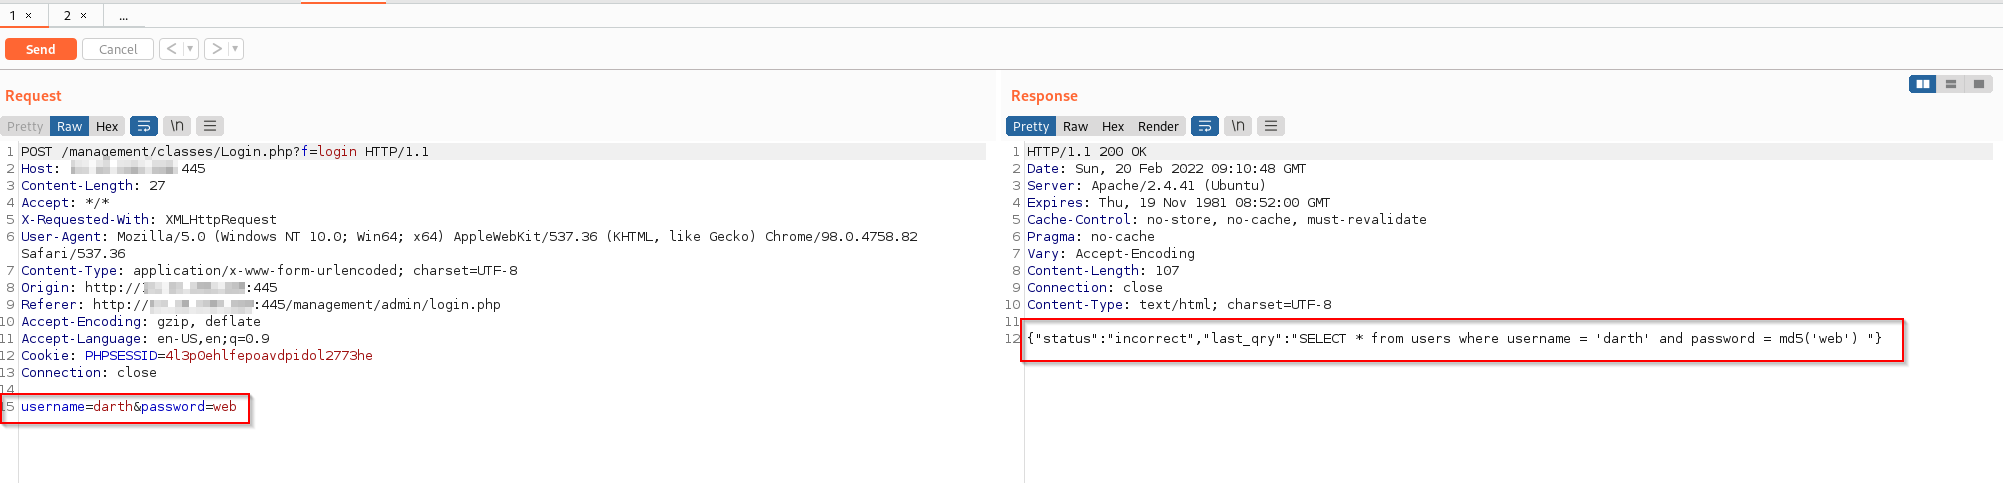 1 × 2 × ...
Send Cancel < ▾ > ▾
Request
Pretty Raw Hex \n
1 POST /management/classes/Login.php?f=login HTTP/1.1
2 Host: 445
3 Content-Length: 27
4 Accept: */*
5 X-Requested-With: XMLHttpRequest
6 User-Agent: Mozilla/5.0 (Windows NT 10.0; Win64; x64) AppleWebKit/537.36 (KHTML, like Gecko) Chrome/98.0.4758.82
Safari/537.36
7 Content-Type: application/x-www-form-urlencoded; charset=UTF-8
8 Origin: http:// :445
9 Referer: http:// :445/management/admin/login.php
10 Accept-Encoding: gzip, deflate
11 Accept-Language: en-US,en;q=0.9
12 Cookie: PHPSESSID=4l3p0ehlfepoavdpidol2773he
13 Connection: close
14
15 username=darth&password=web
Response
Pretty Raw Hex Render \n
1 HTTP/1.1 200 OK
2 Date: Sun, 20 Feb 2022 09:10:48 GMT
3 Server: Apache/2.4.41 (Ubuntu)
4 Expires: Thu, 19 Nov 1981 08:52:00 GMT
5 Cache-Control: no-store, no-cache, must-revalidate
6 Pragma: no-cache
7 Vary: Accept-Encoding
8 Content-Length: 107
9 Connection: close
10 Content-Type: text/html; charset=UTF-8
11
12 {"status":"incorrect","last_qry":"SELECT * from users where username = 'darth' and password = md5('web') "}